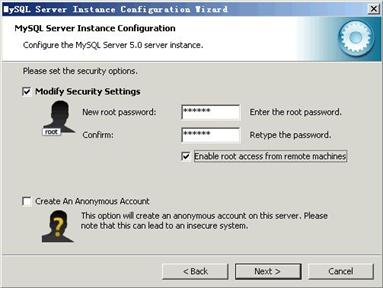 MySQL Server Instance Configuration Wizard
MySQL Server Instance Configuration
Configure the MySQL Server 5.0 server instance.
Please set the security options.
Modify Security Settings
root
New root password: ****** Enter the root password.
Confirm: ****** Retype the password.
Enable root access from remote machines
Create An Anonymous Account
This option will create an anonymous account on this server. Please
note that this can lead to an insecure system.
< Back Next > Cancel